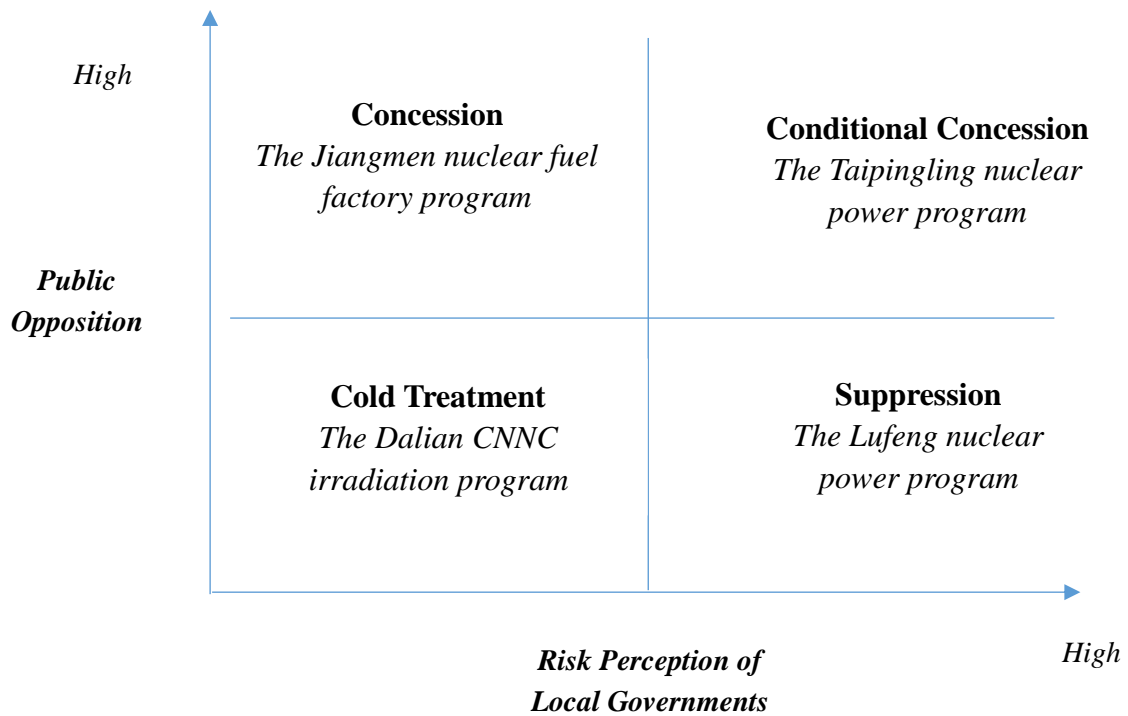 High
Concession
The Jiangmen nuclear fuel
factory program
Conditional Concession
The Taipingling nuclear
power program
Public
Opposition
Cold Treatment
The Dalian CNNC
irradiation program
Suppression
The Lufeng nuclear
power program
Risk Perception of
Local Governments
High